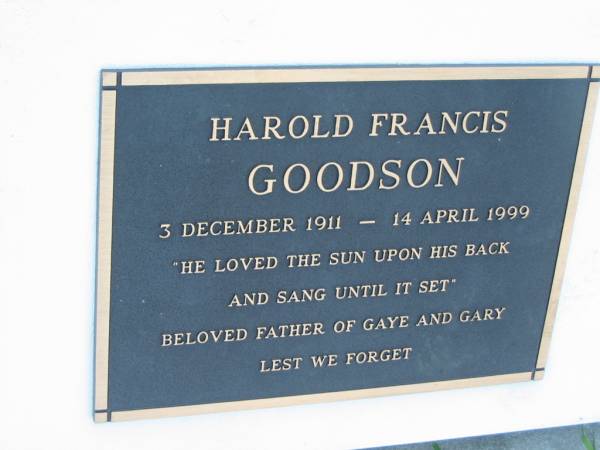 HAROLD FRANCIS
GOODSON
3 DECEMBER 1911 — 14 APRIL 1999
"HE LOVED THE SUN UPON HIS BACK
AND SANG UNTIL IT SET"
BELOVED FATHER OF GAYE AND GARY
LEST WE FORGET